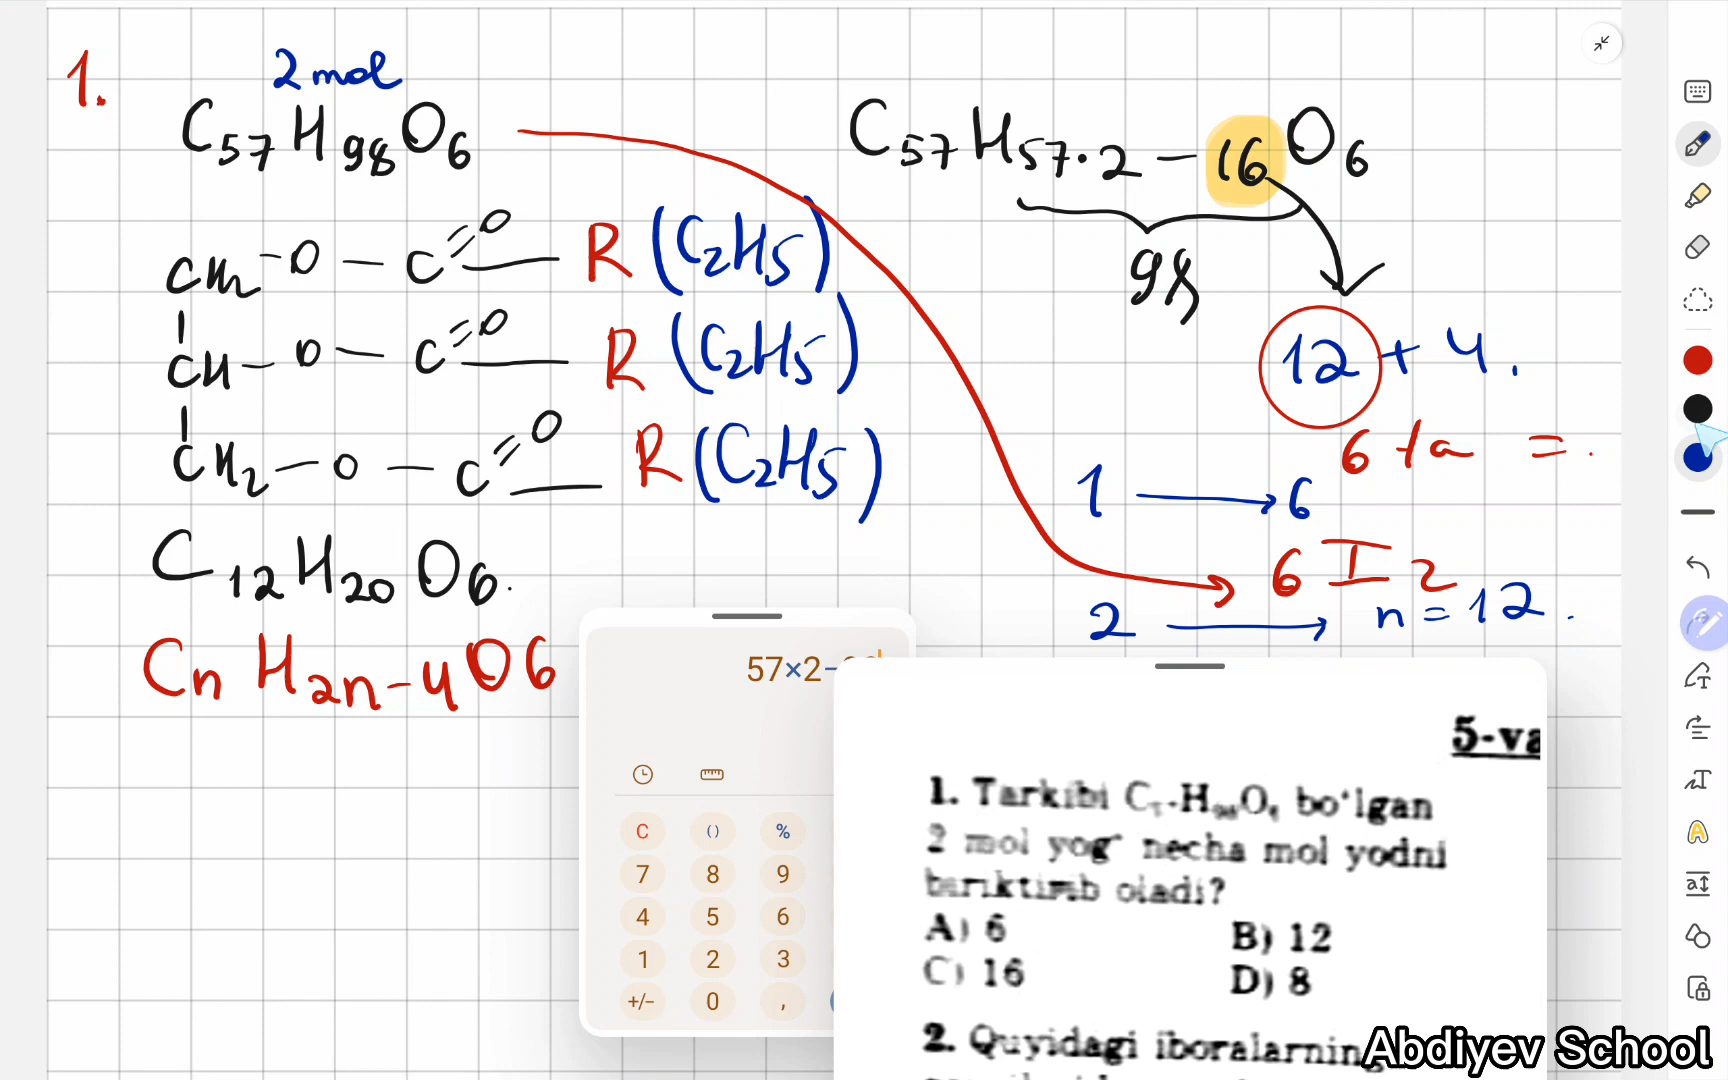 1.
2 mol
C57H98O6
C57H57·2-16O6
98
12 + 4.
6 ta = .
CH2-O-C=O-R (C2H5)
CH-O-C=O-R (C2H5)
CH2-O-C=O-R (C2H5)
1 → 6
6 I2
2 → n = 12.
C12H20O6.
CnH2n-4O6
57×2-
C () %
7 8 9
4 5 6
1 2 3
+/- 0 ,
5-va
1. Tarkibi C H98O bo'lgan
2 mol yog' necha mol yodni
biriktirib oladi?
A) 6 B) 12
C) 16 D) 8
2. Quyidagi iboralarning
Abdiyev School